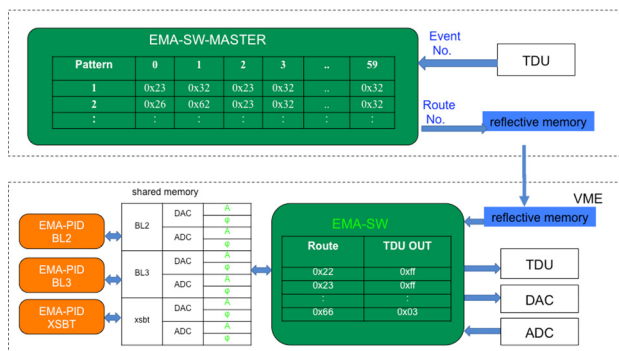 EMA-SW-MASTER
Pattern 0 1 2 3 .. 59
1 0x23 0x32 0x23 0x32 .. 0x32
2 0x26 0x62 0x23 0x32 .. 0x32
: : : : : : :
Event
No.
TDU
Route
No.
reflective memory
VME
shared memory
reflective memory
EMA-PID
BL2
EMA-PID
BL3
EMA-PID
XSBT
BL2 DAC A
φ
ADC A
φ
BL3 DAC A
φ
ADC A
φ
xsbt DAC A
φ
ADC A
φ
EMA-SW
Route TDU OUT
0x22 0xff
0x23 0xff
: :
0x66 0x03
TDU
DAC
ADC